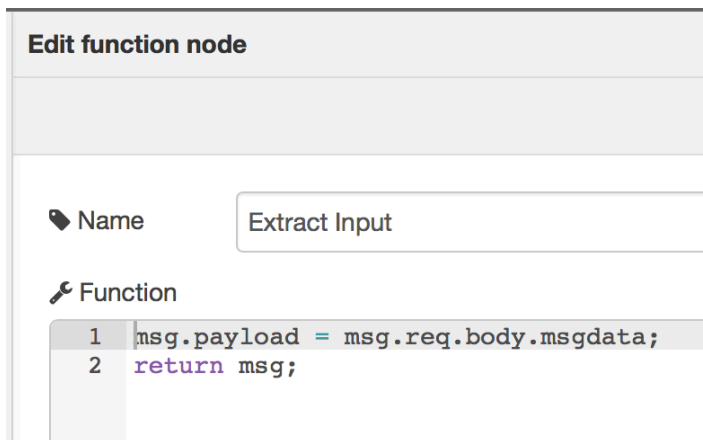 Edit function node
Name
Extract Input
Function
1 msg.payload = msg.req.body.msgdata;
2 return msg;